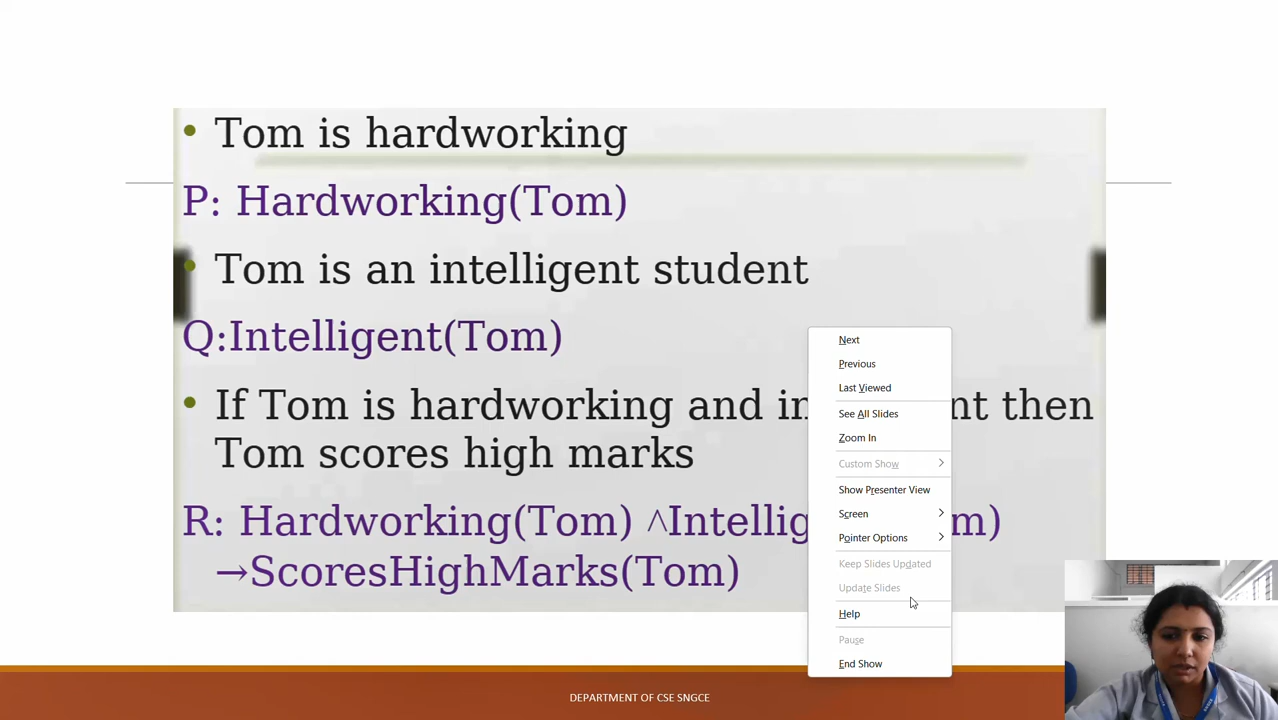 Tom is hardworking
P: Hardworking(Tom)
Tom is an intelligent student
Q:Intelligent(Tom)
If Tom is hardworking and in nt then
Tom scores high marks
R: Hardworking(Tom) ^Intellig m)
→ScoresHighMarks(Tom)
Next
Previous
Last Viewed
See All Slides
Zoom In
Custom Show
Show Presenter View
Screen
Pointer Options
Keep Slides Updated
Update Slides
Help
Pause
End Show
DEPARTMENT OF CSE SNGCE